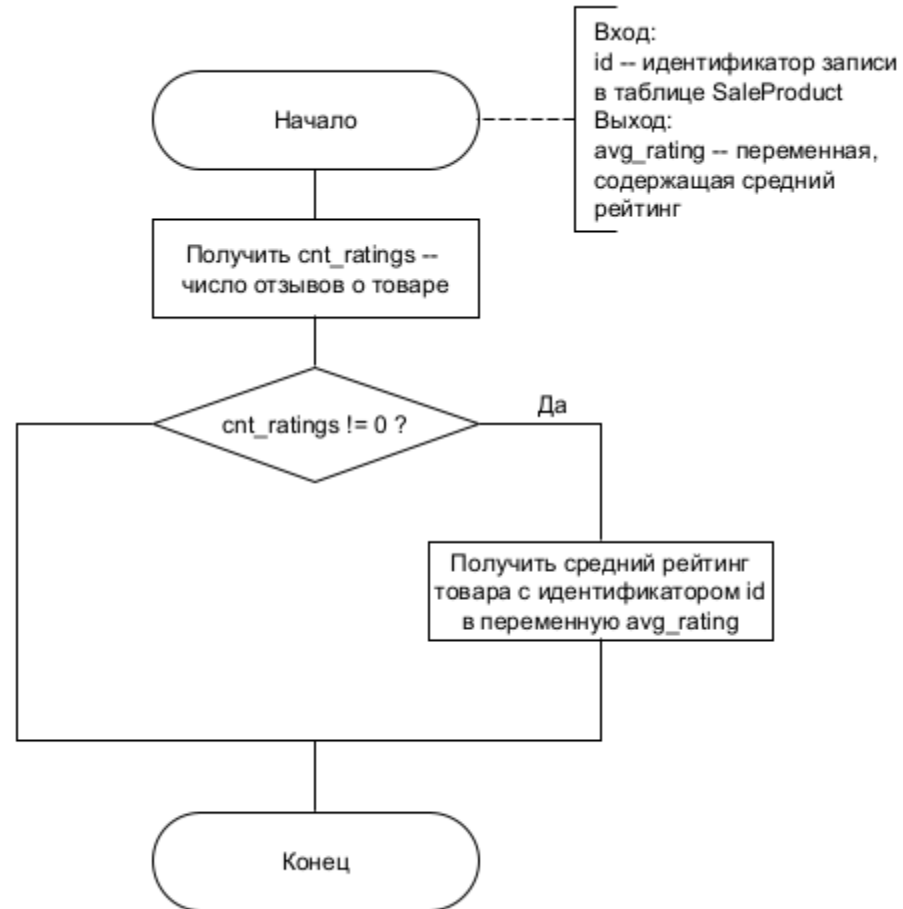 Вход:
id -- идентификатор записи
в таблице SaleProduct
Выход:
avg_rating -- переменная,
содержащая средний
рейтинг
Начало
Получить cnt_ratings --
число отзывов о товаре
cnt_ratings != 0 ?
Да
Получить средний рейтинг
товара с идентификатором id
в переменную avg_rating
Конец